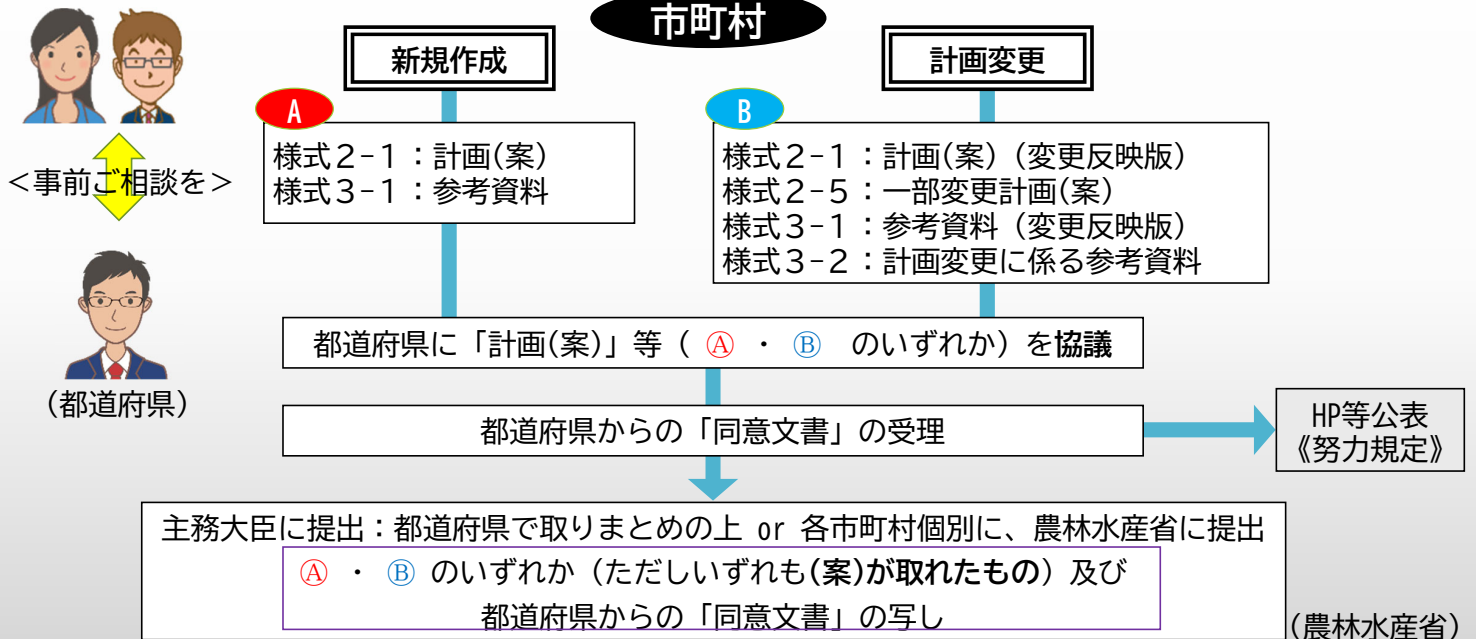 市町村
新規作成
計画変更
A
様式2-1：計画(案)
様式3-1：参考資料
B
様式2-1：計画(案)（変更反映版）
様式2-5：一部変更計画(案)
様式3-1：参考資料（変更反映版）
様式3-2：計画変更に係る参考資料
＜事前ご相談を＞
（都道府県）
都道府県に「計画(案)」等（ Ⓐ ・ Ⓑ のいずれか）を協議
都道府県からの「同意文書」の受理
HP等公表
《努力規定》
主務大臣に提出：都道府県で取りまとめの上 or 各市町村個別に、農林水産省に提出
Ⓐ ・ Ⓑ のいずれか（ただしいずれも(案)が取れたもの）及び
都道府県からの「同意文書」の写し
（農林水産省）